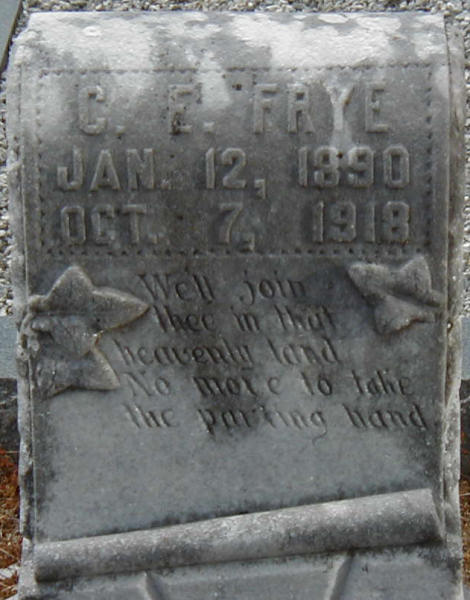 C. E. FRYE
JAN. 12, 1890
OCT. 7, 1918
We'll join
thee in that
heavenly land
No more to take
the parting hand